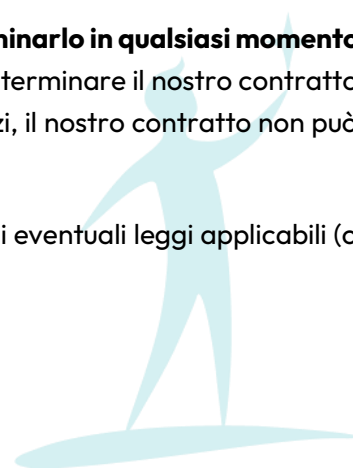 minarlo in qualsiasi momento
terminare il nostro contratto
zi, il nostro contratto non può
i eventuali leggi applicabili (o